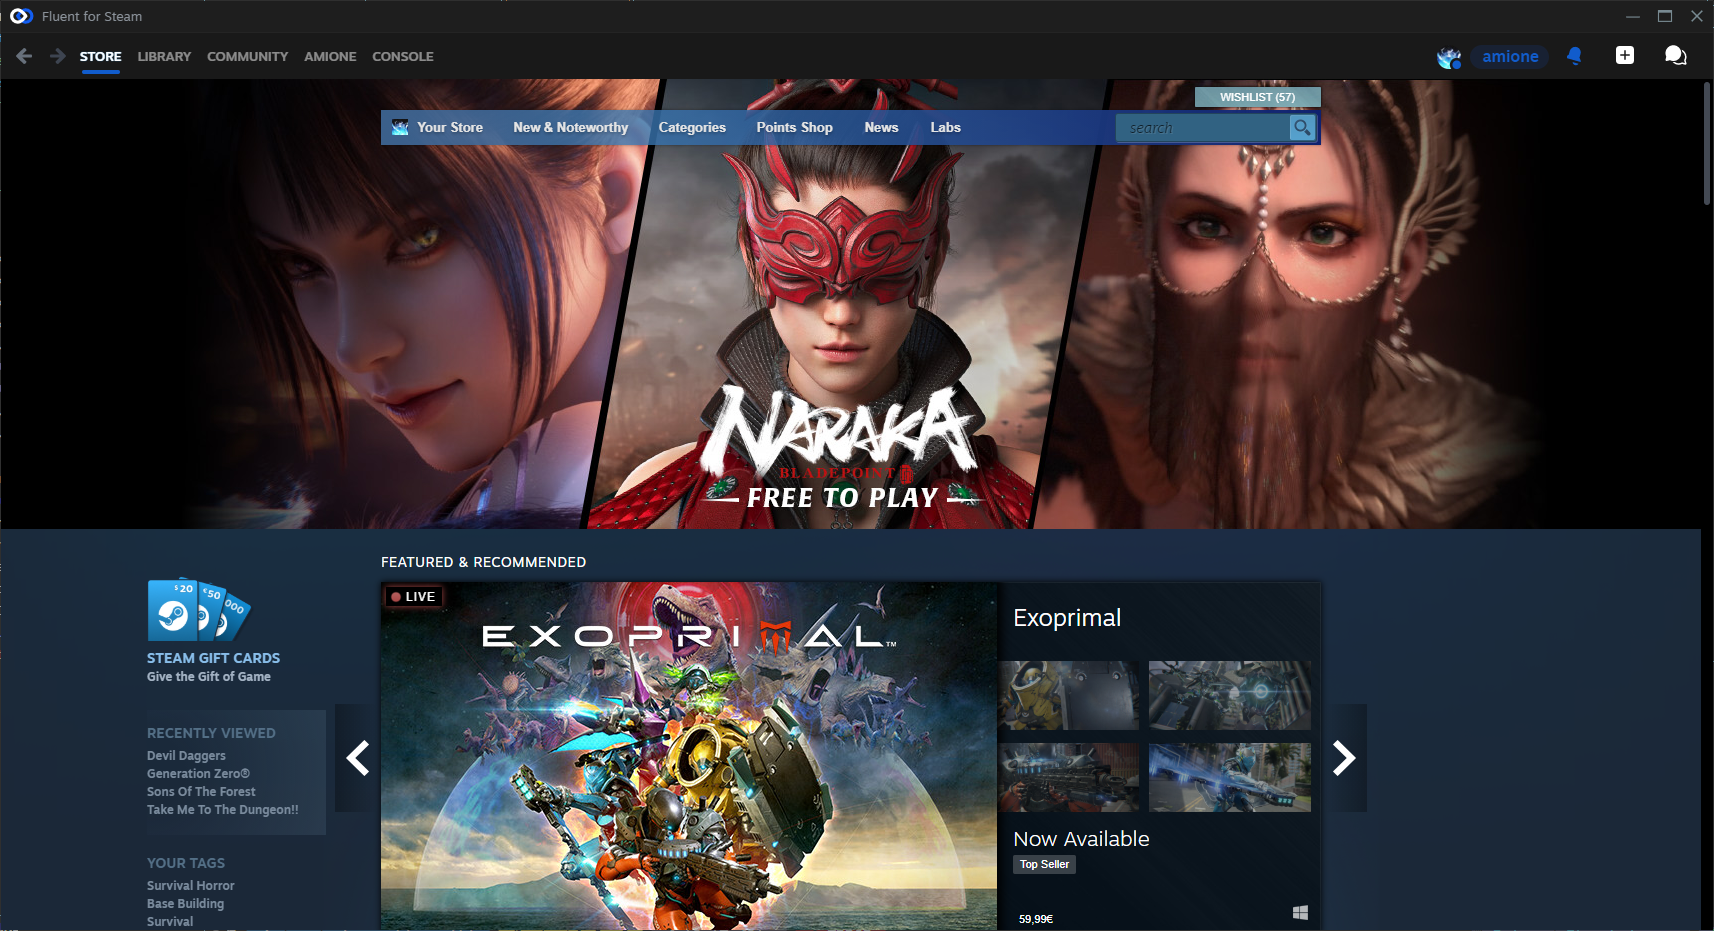 Fluent for Steam
STORE LIBRARY COMMUNITY AMIONE CONSOLE
amione
WISHLIST (57)
Your Store New & Noteworthy Categories Points Shop News Labs
search
NARAKA
BLADEPOINT
FREE TO PLAY
FEATURED & RECOMMENDED
$20 €50 000
STEAM GIFT CARDS
Give the Gift of Game
RECENTLY VIEWED
Devil Daggers
Generation Zero®
Sons Of The Forest
Take Me To The Dungeon!!
YOUR TAGS
Survival Horror
Base Building
Survival
LIVE
EXOPRIMAL™
Exoprimal
Now Available
Top Seller
59,99€